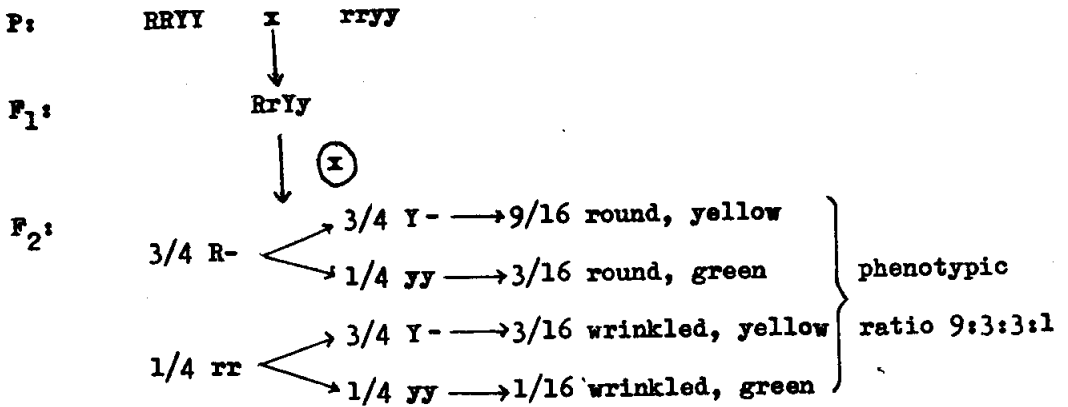 P: RRYY x rryy
F1: RrYy
x
F2:
3/4 Y- → 9/16 round, yellow
3/4 R-
1/4 yy → 3/16 round, green
phenotypic
3/4 Y- → 3/16 wrinkled, yellow
ratio 9:3:3:1
1/4 rr
1/4 yy → 1/16 wrinkled, green